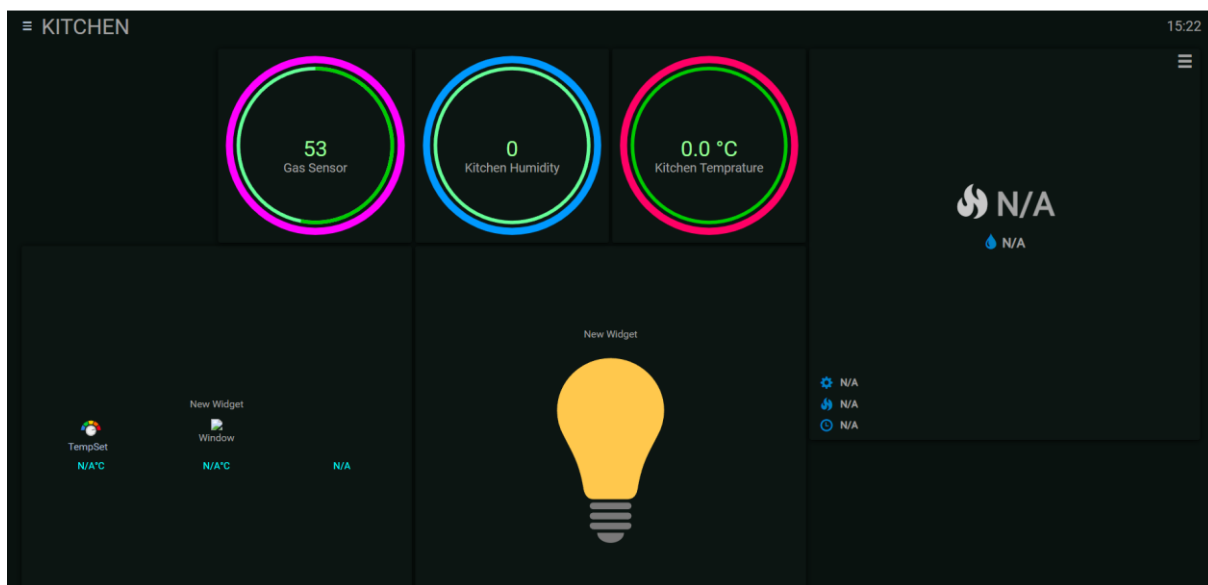 KITCHEN
15:22
53
Gas Sensor
0
Kitchen Humidity
0.0 °C
Kitchen Temprature
N/A
N/A
New Widget
New Widget
TempSet
Window
N/A°C
N/A°C
N/A
N/A
N/A
N/A